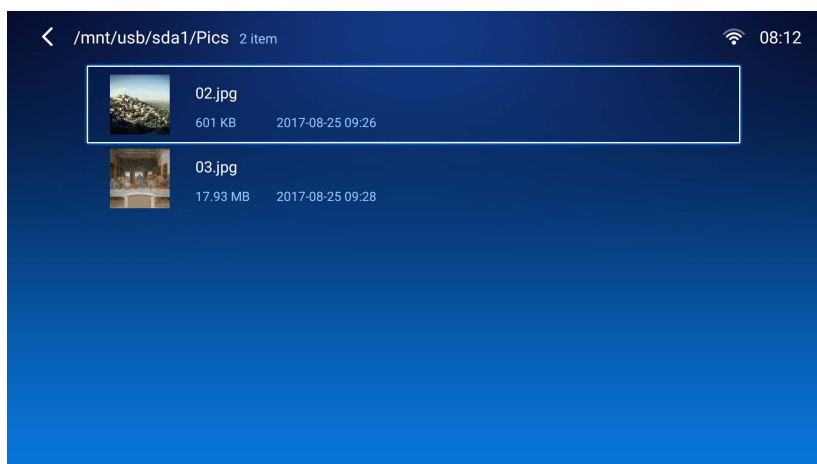 /mnt/usb/sda1/Pics 2 item 08:12
02.jpg
601 KB 2017-08-25 09:26
03.jpg
17.93 MB 2017-08-25 09:28